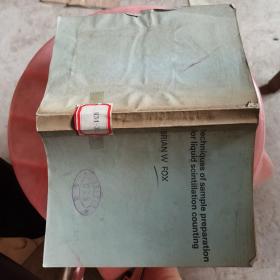 techniques of sample preparation
for liquid scintillation counting
BRIAN W. FOX